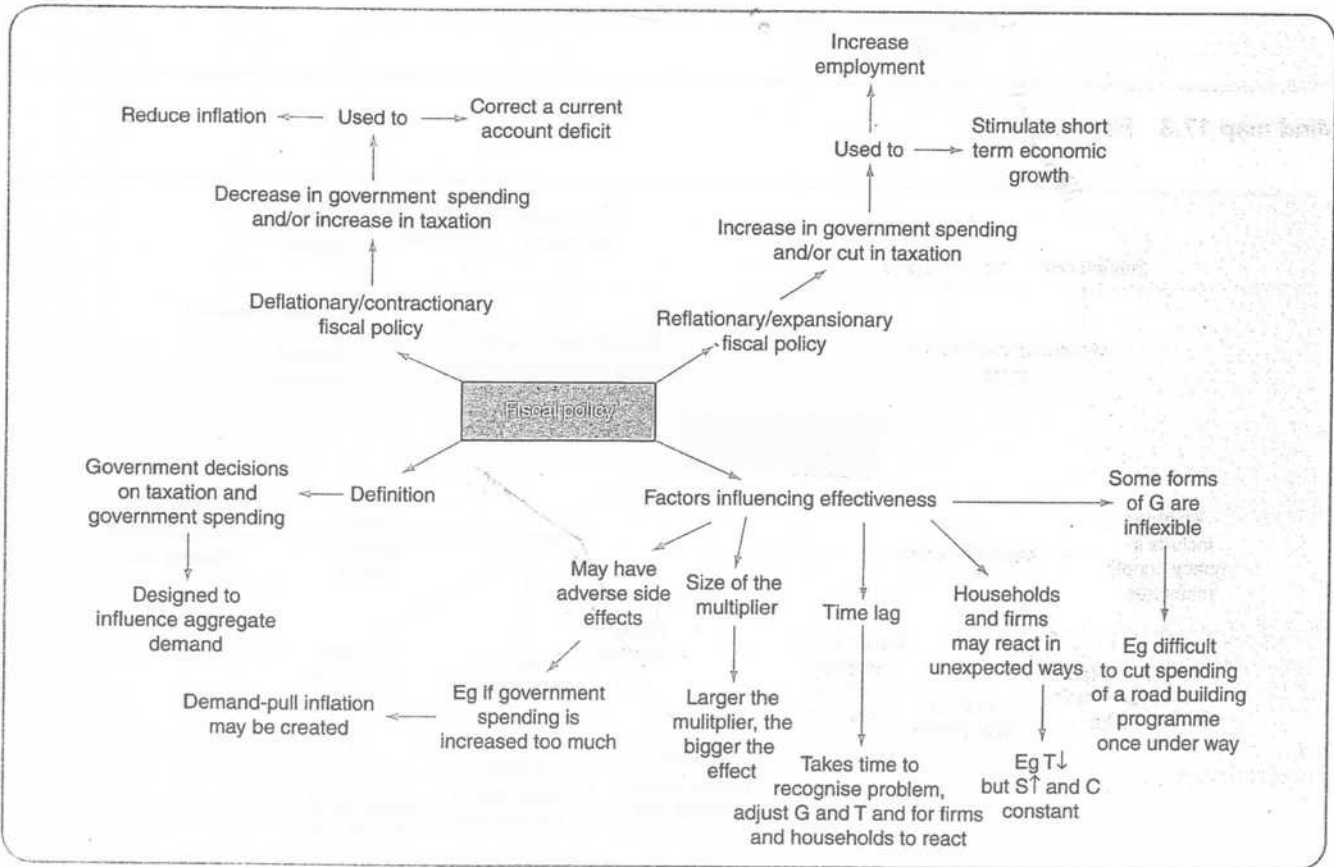 Mind map 17.3
Increase
employment
Reduce inflation
Used to
Correct a current
account deficit
Used to
Stimulate short
term economic
growth
Decrease in government spending
and/or increase in taxation
Increase in government spending
and/or cut in taxation
Deflationary/contractionary
fiscal policy
Reflationary/expansionary
fiscal policy
Fiscal policy
Government decisions
on taxation and
government spending
Definition
Designed to
influence aggregate
demand
Factors influencing effectiveness
Some forms
of G are
inflexible
May have
adverse side
effects
Size of the
multiplier
Time lag
Households
and firms
may react in
unexpected ways
Eg difficult
to cut spending
of a road building
programme
once under way
Demand-pull inflation
may be created
Eg if government
spending is
increased too much
Larger the
mulitplier, the
bigger the
effect
Takes time to
recognise problem,
adjust G and T and for firms
and households to react
Eg T↓
but S↑ and C
constant